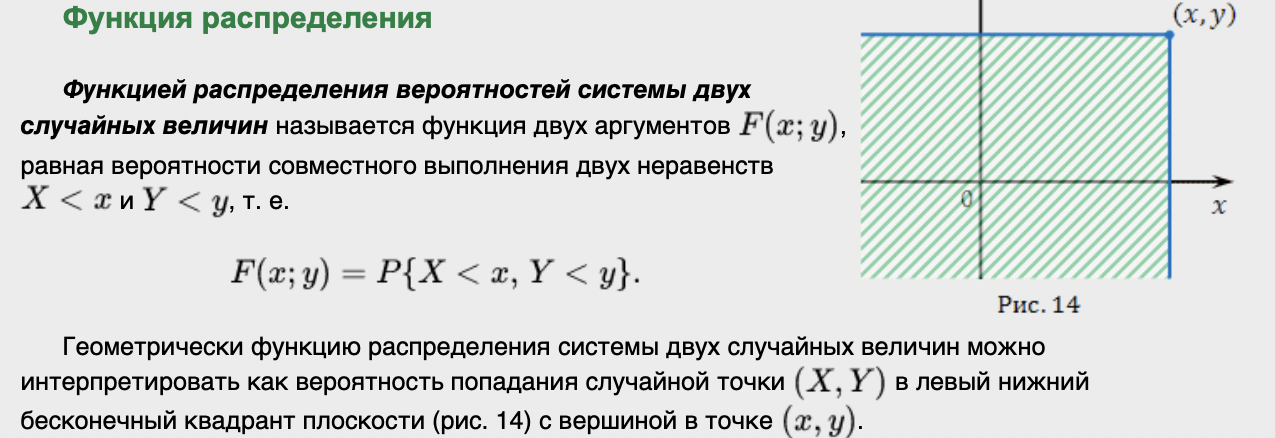 Функция распределения
(x, y)
Функцией распределения вероятностей системы двух
случайных величин называется функция двух аргументов F(x; y),
равная вероятности совместного выполнения двух неравенств
X < x и Y < y, т. е.
0
x
F(x; y) = P{X < x, Y < y}.
Рис. 14
Геометрически функцию распределения системы двух случайных величин можно
интерпретировать как вероятность попадания случайной точки (X, Y) в левый нижний
бесконечный квадрант плоскости (рис. 14) с вершиной в точке (x, y).